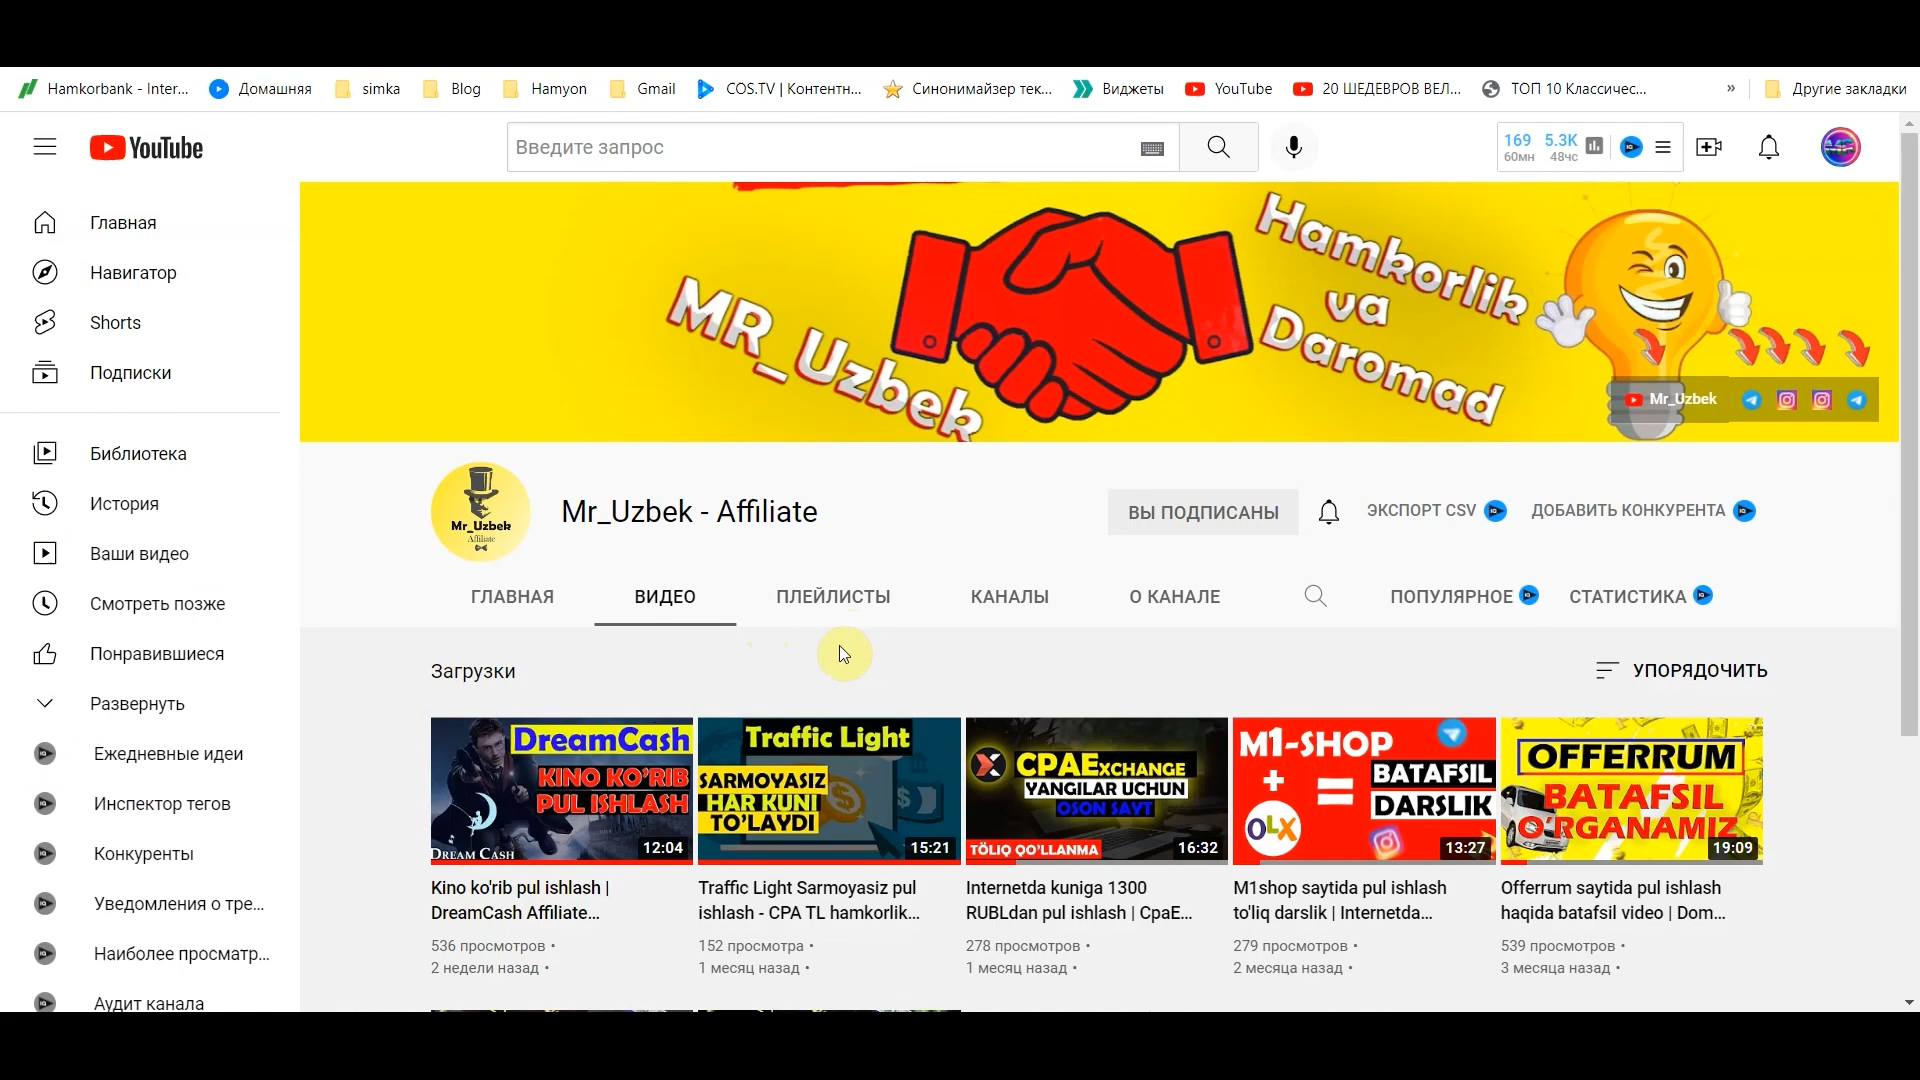 Hamkorbank - Inter...
Домашняя
simka
Blog
Hamyon
Gmail
COS.TV | Контентн...
Синонимайзер тек...
Виджеты
YouTube
20 ШЕДЕВРОВ ВЕЛ...
ТОП 10 Классичес...
»
Другие закладки
YouTube
Введите запрос
169 5.3K
60мн 48чс
Главная
Навигатор
Shorts
Подписки
Библиотека
История
Ваши видео
Смотреть позже
Понравившиеся
Развернуть
Ежедневные идеи
Инспектор тегов
Конкуренты
Уведомления о тре...
Наиболее просматр...
Аудит канала
MR_Uzbek
Hamkorlik
va
Daromad
Mr_Uzbek
Mr_Uzbek
Affiliate
Mr_Uzbek - Affiliate
ВЫ ПОДПИСАНЫ
ЭКСПОРТ CSV
ДОБАВИТЬ КОНКУРЕНТА
ГЛАВНАЯ
ВИДЕО
ПЛЕЙЛИСТЫ
КАНАЛЫ
О КАНАЛЕ
ПОПУЛЯРНОЕ
СТАТИСТИКА
Загрузки
УПОРЯДОЧИТЬ
DreamCash
KINO KO'RIB
PUL ISHLASH
DREAM CASH
12:04
Kino ko'rib pul ishlash |
DreamCash Affiliate...
536 просмотров •
2 недели назад •
Traffic Light
SARMOYASIZ
HAR KUNI
TO'LAYDI
15:21
Traffic Light Sarmoyasiz pul
ishlash - CPA TL hamkorlik...
152 просмотра •
1 месяц назад •
CPAEXCHANGE
YANGILAR UCHUN
OSON SAYT
TÖLIQ QO'LLANMA
16:32
Internetda kuniga 1300
RUBLdan pul ishlash | CpaE...
278 просмотров •
1 месяц назад •
M1-SHOP
+
=
BATAFSIL
DARSLIK
OLX
13:27
M1shop saytida pul ishlash
to'liq darslik | Internetda...
279 просмотров •
2 месяца назад •
OFFERRUM
BATAFSIL
O'RGANAMIZ
19:09
Offerrum saytida pul ishlash
haqida batafsil video | Dom...
539 просмотров •
3 месяца назад •